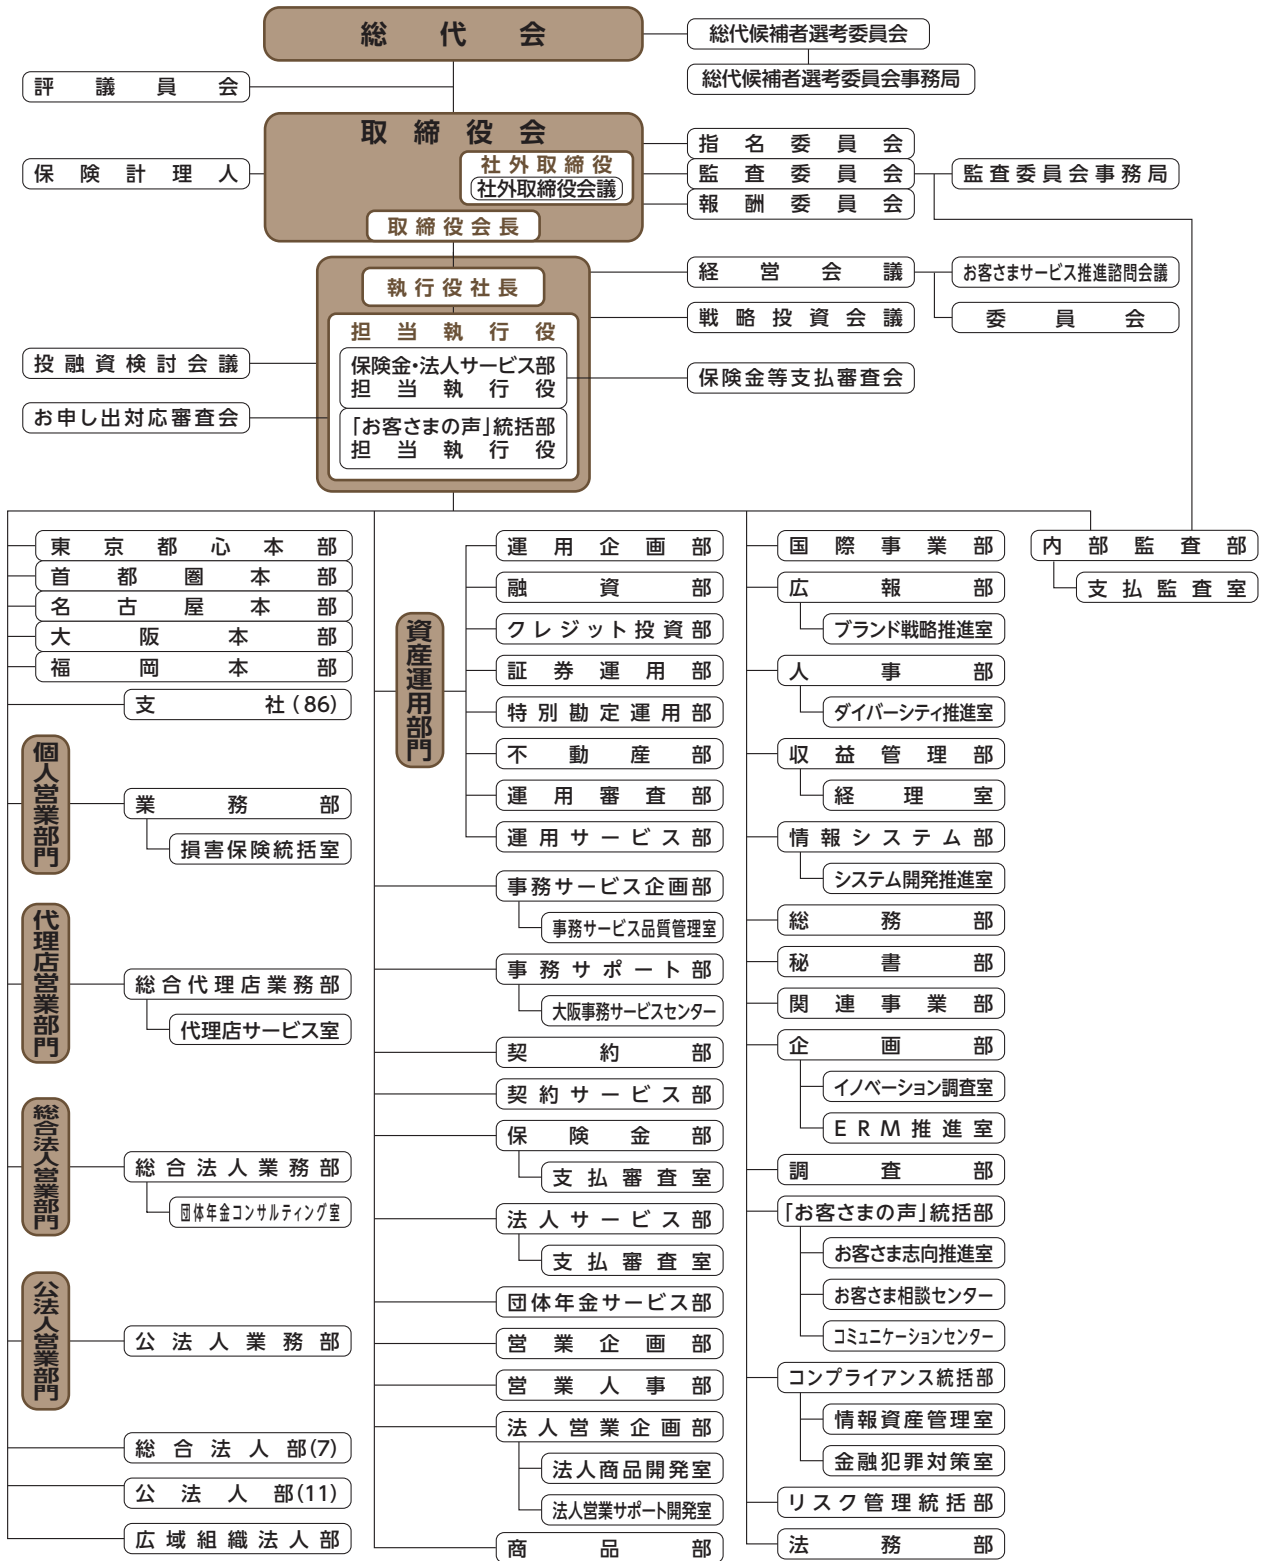 総代会
総代候補者選考委員会
総代候補者選考委員会事務局
評議員会
取締役会
社外取締役
社外取締役会議
取締役会長
保険計理人
指名委員会
監査委員会
監査委員会事務局
報酬委員会
執行役社長
担当執行役
保険金・法人サービス部
担当執行役
「お客さまの声」統括部
担当執行役
経営会議
お客さまサービス推進諮問会議
委員会
戦略投資会議
投融資検討会議
保険金等支払審査会
お申し出対応審査会
東京都心本部
首都圏本部
名古屋本部
大阪本部
福岡本部
支社(86)
個人営業部門
業務部
損害保険統括室
代理店営業部門
総合代理店業務部
代理店サービス室
総合法人営業部門
総合法人業務部
団体年金コンサルティング室
公法人営業部門
公法人業務部
総合法人部(7)
公法人部(11)
広域組織法人部
資産運用部門
運用企画部
融資部
クレジット投資部
証券運用部
特別勘定運用部
不動産部
運用審査部
運用サービス部
事務サービス企画部
事務サービス品質管理室
事務サポート部
大阪事務サービスセンター
契約部
契約サービス部
保険金部
支払審査室
法人サービス部
支払審査室
団体年金サービス部
営業企画部
営業人事部
法人営業企画部
法人商品開発室
法人営業サポート開発室
商品部
国際事業部
広報部
ブランド戦略推進室
人事部
ダイバーシティ推進室
収益管理部
経理室
情報システム部
システム開発推進室
総務部
秘書部
関連事業部
企画部
イノベーション調査室
ERM推進室
調査部
「お客さまの声」統括部
お客さま志向推進室
お客さま相談センター
コミュニケーションセンター
コンプライアンス統括部
情報資産管理室
金融犯罪対策室
リスク管理統括部
法務部
内部監査部
支払監査室